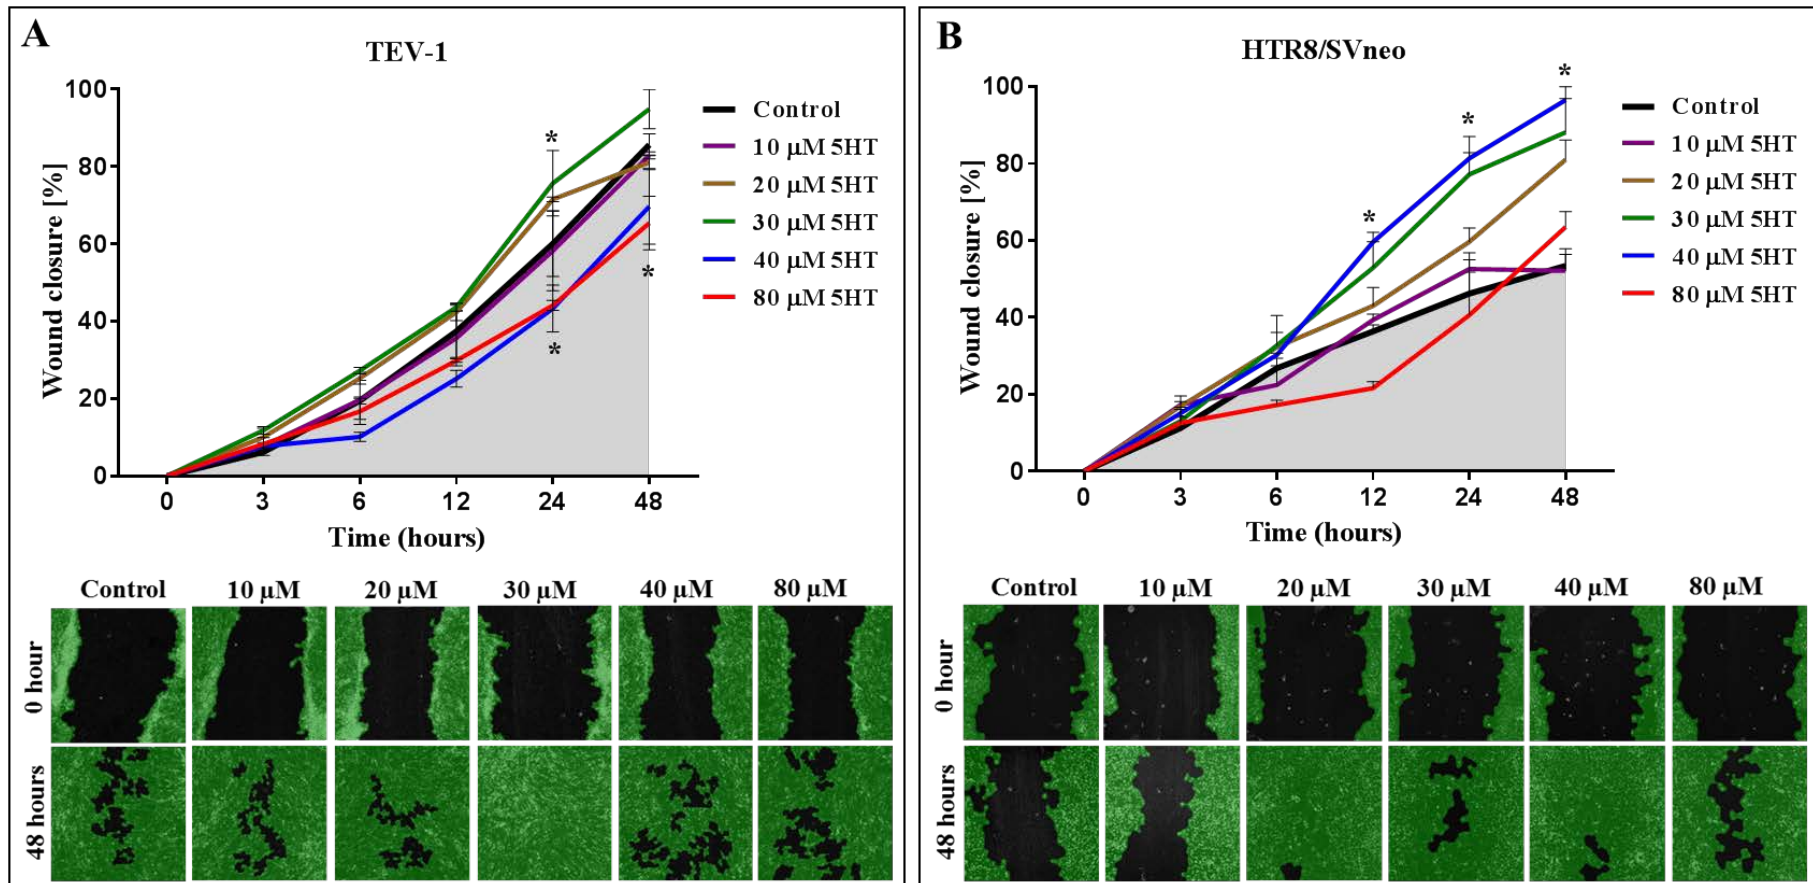 A
TEV-1
100
80
60
40
20
0
Wound closure [%]
*
*
*
0 3 6 12 24 48
Time (hours)
Control
10 μM 5HT
20 μM 5HT
30 μM 5HT
40 μM 5HT
80 μM 5HT
Control 10 μM 20 μM 30 μM 40 μM 80 μM
0 hour
48 hours
B
HTR8/SVneo
100
80
60
40
20
0
Wound closure [%]
*
*
*
0 3 6 12 24 48
Time (hours)
Control
10 μM 5HT
20 μM 5HT
30 μM 5HT
40 μM 5HT
80 μM 5HT
Control 10 μM 20 μM 30 μM 40 μM 80 μM
0 hour
48 hours